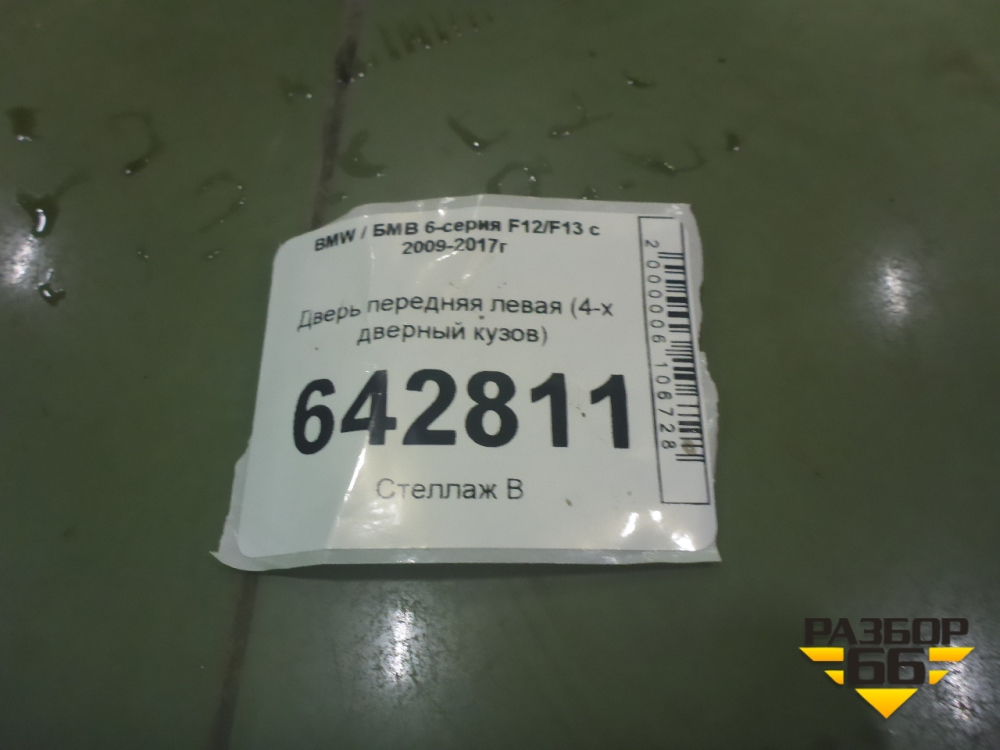 BMW / БМВ 6-серия F12/F13 с
2009-2017г
Дверь передняя левая (4-х
дверный кузов)
642811
Стеллаж В
2000006106728
РАЗБОР
66